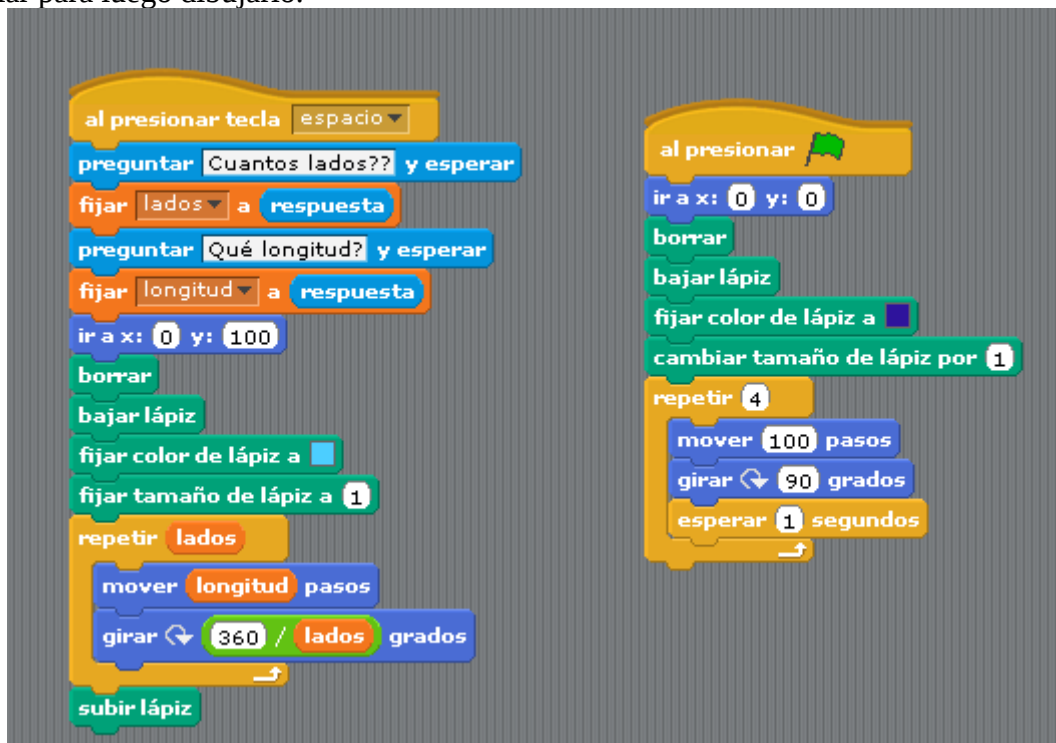 para luego dibujarlo.
al presionar tecla espacio
preguntar Cuantos lados?? y esperar
fijar lados a respuesta
preguntar Qué longitud? y esperar
fijar longitud a respuesta
ir a x: 0 y: 100
borrar
bajar lápiz
fijar color de lápiz a
fijar tamaño de lápiz a 1
repetir lados
mover longitud pasos
girar 360 / lados grados
subir lápiz
al presionar
ir a x: 0 y: 0
borrar
bajar lápiz
fijar color de lápiz a
cambiar tamaño de lápiz por 1
repetir 4
mover 100 pasos
girar 90 grados
esperar 1 segundos